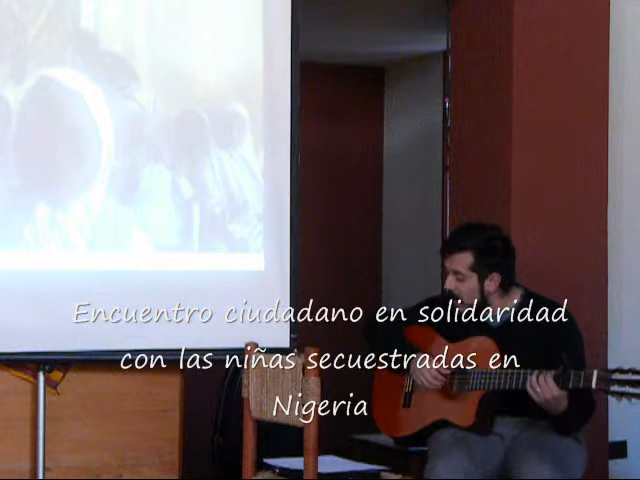 Encuentro ciudadano en solidaridad
con las niñas secuestradas en
Nigeria